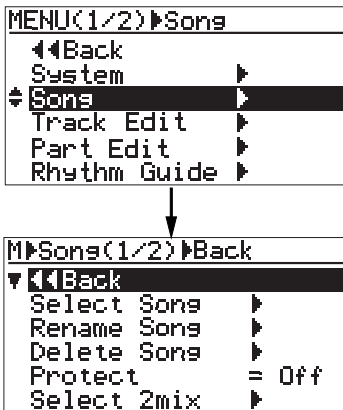 MENU(1/2)▶Song
◀◀Back
System ▶
Song ▶
Track Edit ▶
Part Edit ▶
Rhythm Guide ▶
M▶Song(1/2)▶Back
◀◀Back
Select Song ▶
Rename Song ▶
Delete Song ▶
Protect = Off
Select 2mix ▶